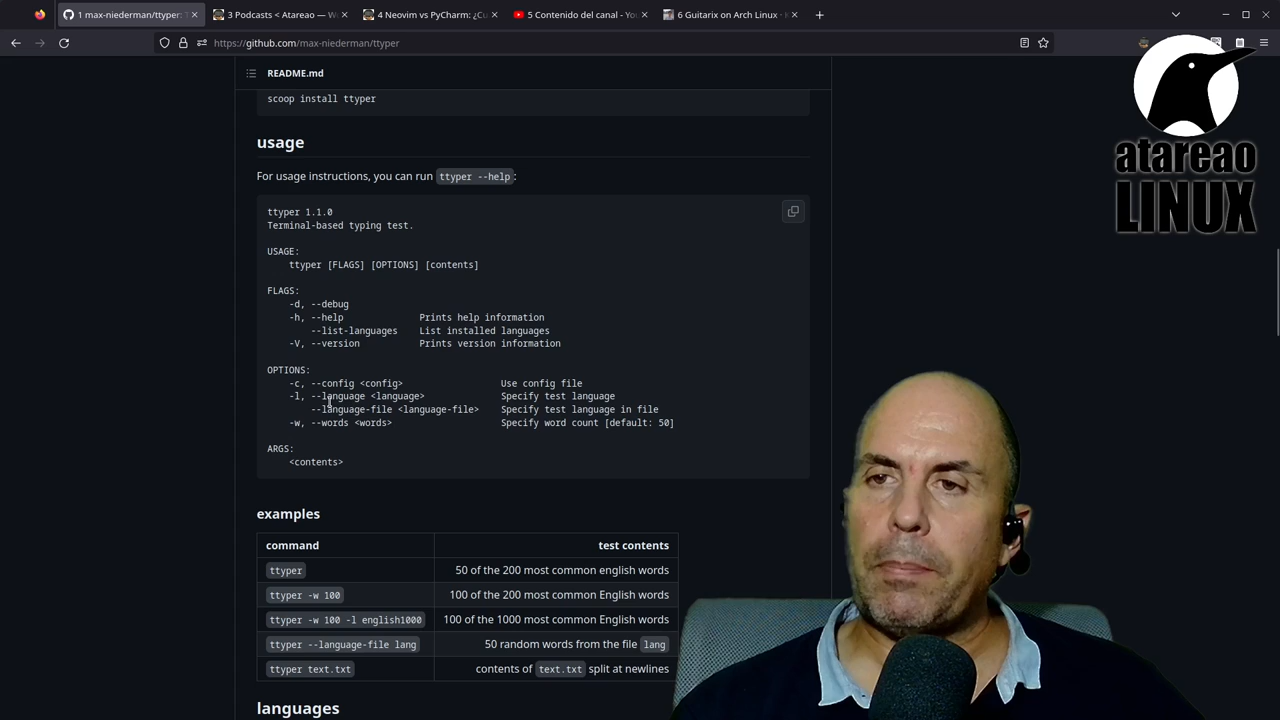 1 max-niederman/ttyper: T
3 Podcasts < Atareao — W
4 Neovim vs PyCharm: ¿Cu
5 Contenido del canal - You
6 Guitarix on Arch Linux · K
https://github.com/max-niederman/ttyper
README.md
scoop install ttyper
usage
For usage instructions, you can run ttyper --help:
ttyper 1.1.0
Terminal-based typing test.
USAGE:
ttyper [FLAGS] [OPTIONS] [contents]
FLAGS:
-d, --debug
-h, --help Prints help information
--list-languages List installed languages
-V, --version Prints version information
OPTIONS:
-c, --config <config> Use config file
-l, --language <language> Specify test language
--language-file <language-file> Specify test language in file
-w, --words <words> Specify word count [default: 50]
ARGS:
<contents>
examples
command test contents
ttyper 50 of the 200 most common english words
ttyper -w 100 100 of the 200 most common English words
ttyper -w 100 -l english1000 100 of the 1000 most common English words
ttyper --language-file lang 50 random words from the file lang
ttyper text.txt contents of text.txt split at newlines
languages
atareao
LINUX